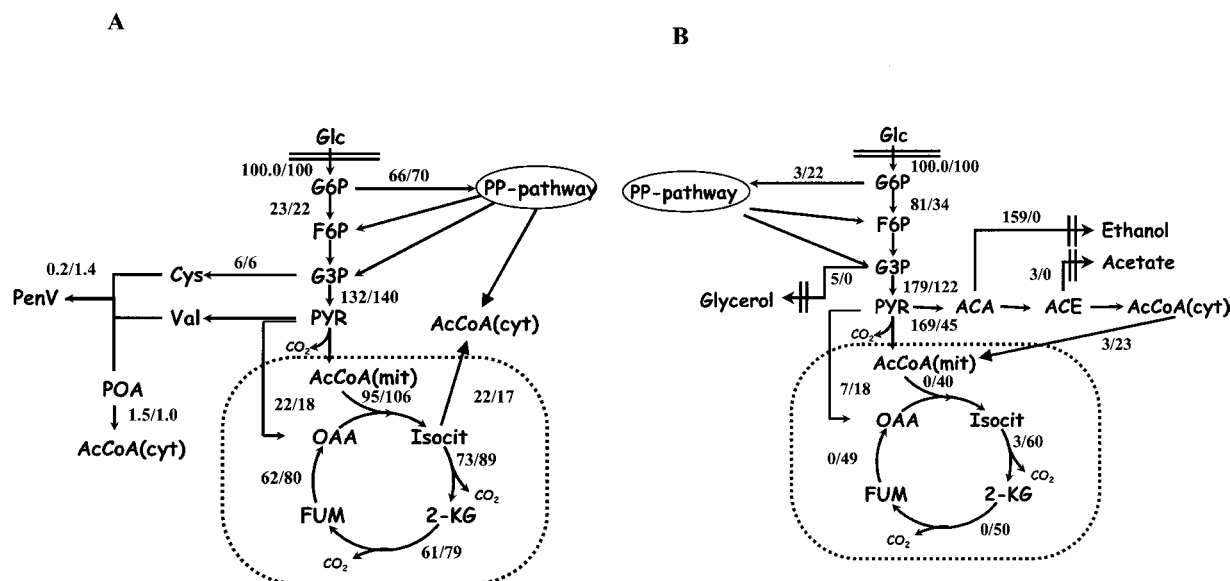 A
Glc
100.0/100
G6P
66/70
PP-pathway
23/22
F6P
0.2/1.4
Cys
6/6
G3P
PenV
132/140
Val
PYR
AcCoA(cyt)
CO2
POA
AcCoA(mit)
1.5/1.0
22/18
95/106
22/17
AcCoA(cyt)
OAA
Isocit
62/80
73/89
CO2
FUM
2-KG
CO2
61/79
B
Glc
100.0/100
3/22
G6P
PP-pathway
81/34
F6P
159/0
Ethanol
G3P
3/0
Acetate
5/0
179/122
Glycerol
PYR
ACA
ACE
AcCoA(cyt)
169/45
CO2
3/23
AcCoA(mit)
7/18
0/40
OAA
Isocit
0/49
3/60
CO2
FUM
2-KG
0/50
CO2